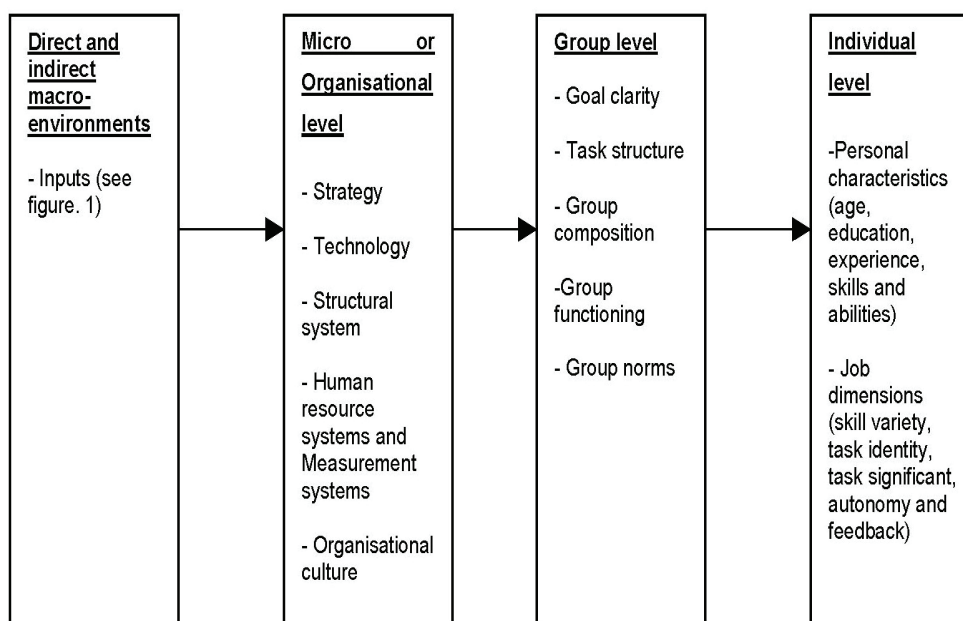 Direct and
indirect
macro-
environments
- Inputs (see
figure. 1)
Micro or
Organisational
level
- Strategy
- Technology
- Structural
system
- Human
resource
systems and
Measurement
systems
- Organisational
culture
Group level
- Goal clarity
- Task structure
- Group
composition
-Group
functioning
- Group norms
Individual
level
-Personal
characteristics
(age,
education,
experience,
skills and
abilities)
- Job
dimensions
(skill variety,
task identity,
task significant,
autonomy and
feedback)